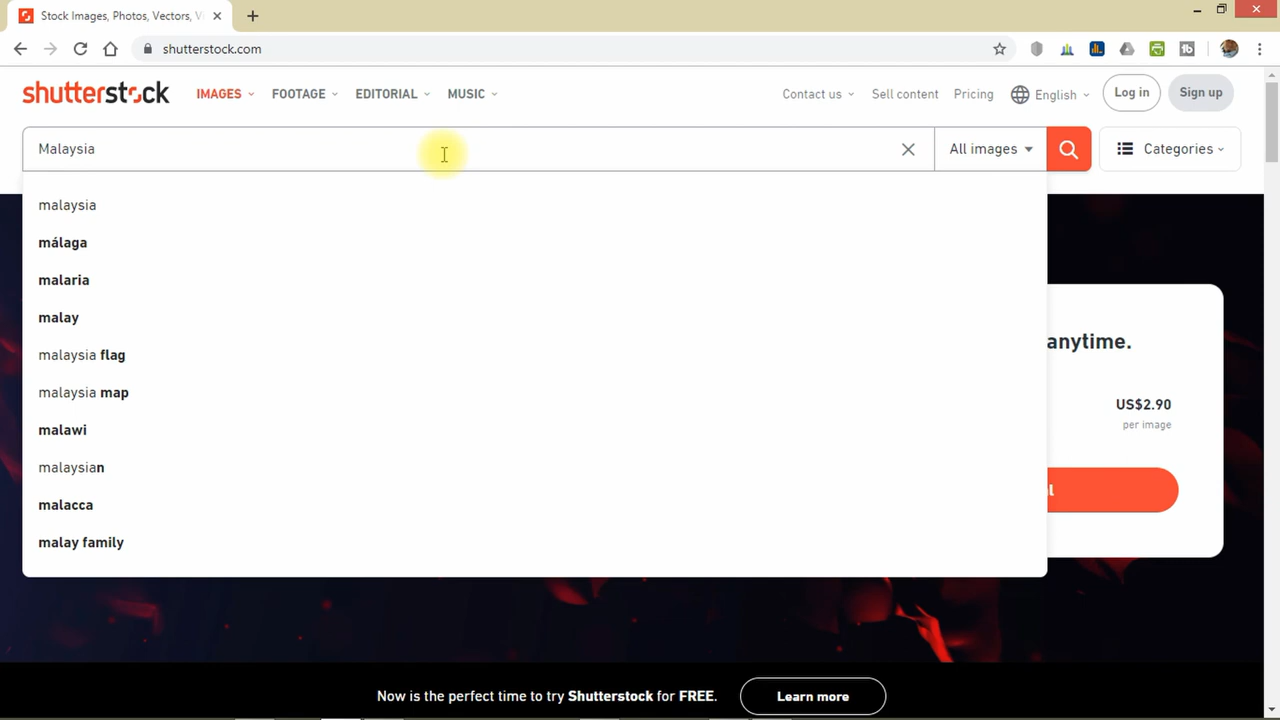 Stock Images, Photos, Vectors, Vi
shutterstock.com
shutterstock IMAGES FOOTAGE EDITORIAL MUSIC Contact us Sell content Pricing English Log in Sign up
Malaysia All images Categories
malaysia
málaga
malaria
malay
malaysia flag
malaysia map
malawi
malaysian
malacca
malay family
anytime.
US$2.90
per image
Now is the perfect time to try Shutterstock for FREE. Learn more